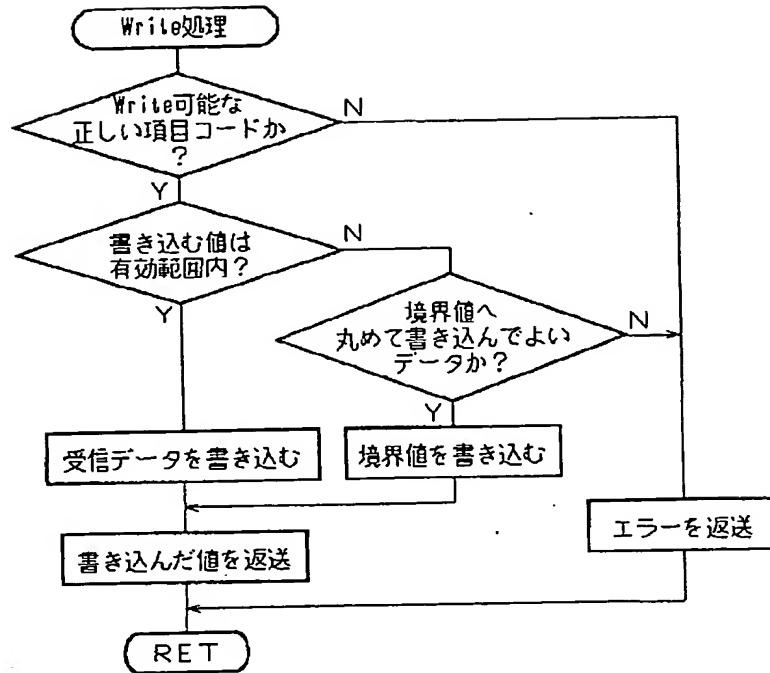 Write処理
Write可能な
正しい項目コードか
?
N
Y
書き込む値は
有効範囲内?
N
Y
境界値へ
丸めて書き込んでよい
データか?
N
Y
受信データを書き込む
境界値を書き込む
エラーを返送
書き込んだ値を返送
RET